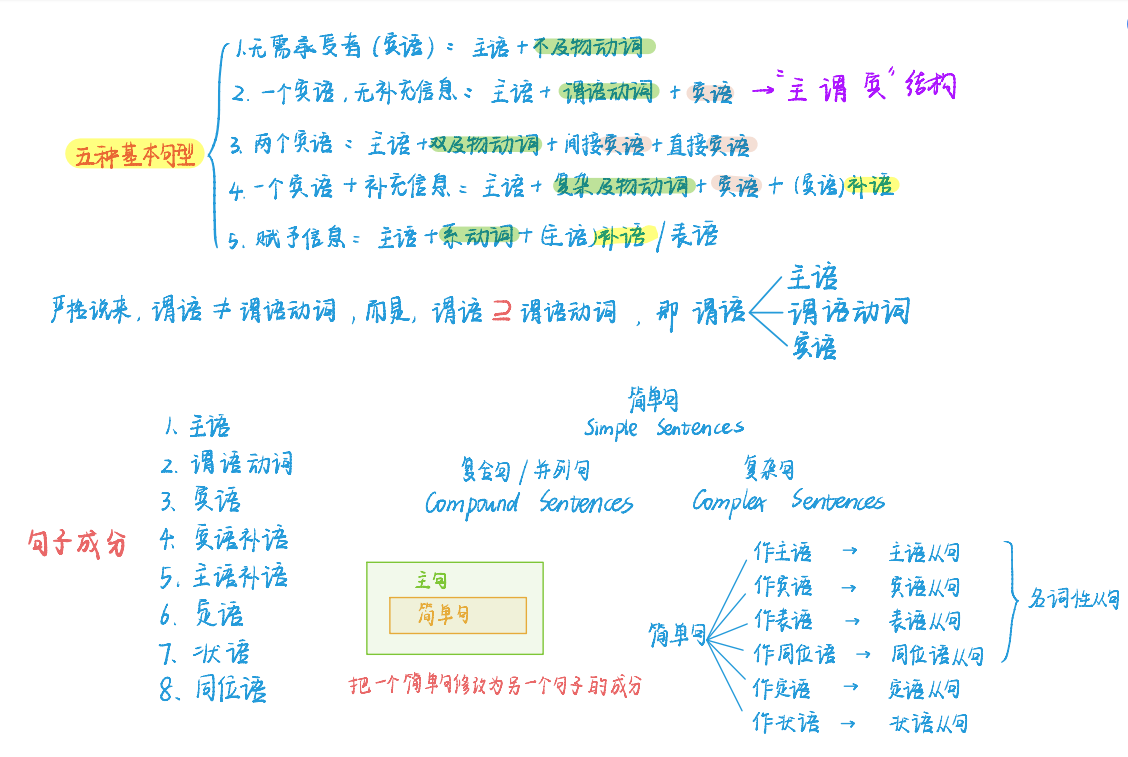 五种基本句型
1.无需承受者(宾语)= 主语+不及物动词
2. 一个宾语,无补充信息= 主语+谓语动词+宾语 → "主谓宾"结构
3. 两个宾语 = 主语+双及物动词+间接宾语+直接宾语
4. 一个宾语+补充信息= 主语+复杂及物动词+宾语+(宾语)补语
5. 赋予信息= 主语+系动词+(主语)补语/表语
严格说来, 谓语≠谓语动词, 而是, 谓语⊇谓语动词, 即 谓语
主语
谓语动词
宾语
句子成分
1、主语
2. 谓语动词
3、宾语
4、宾语补语
5、主语补语
6、定语
7、状语
8、同位语
简单句
Simple Sentences
复合句/并列句
Compound Sentences
复杂句
Complex Sentences
主句
简单句
把一个简单句修改为另一个句子的成分
简单句
作主语 → 主语从句
作宾语 → 宾语从句
作表语 → 表语从句
作同位语 → 同位语从句
作定语 → 定语从句
作状语 → 状语从句
名词性从句